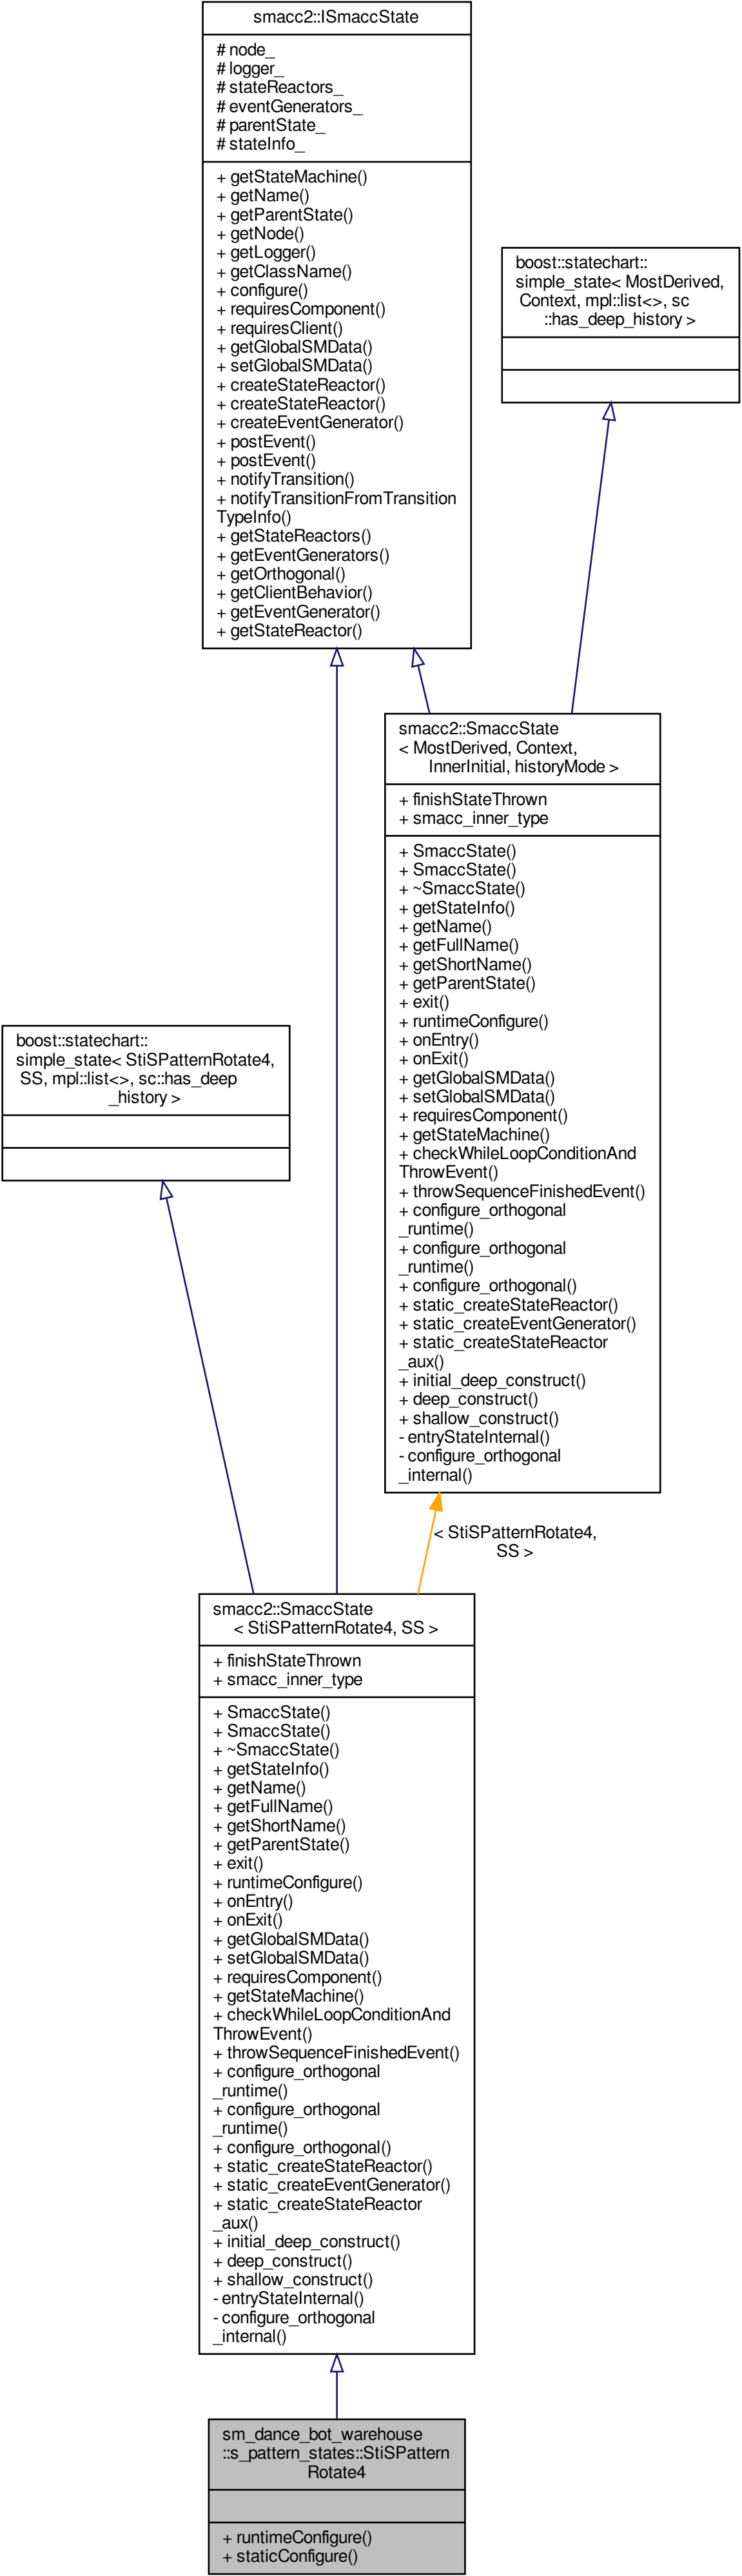 smacc2::ISmaccState
# node_
# logger_
# stateReactors_
# eventGenerators_
# parentState_
# stateInfo_
+ getStateMachine()
+ getName()
+ getParentState()
+ getNode()
+ getLogger()
+ getClassName()
+ configure()
+ requiresComponent()
+ requiresClient()
+ getGlobalSMData()
+ setGlobalSMData()
+ createStateReactor()
+ createStateReactor()
+ createEventGenerator()
+ postEvent()
+ postEvent()
+ notifyTransition()
+ notifyTransitionFromTransition
TypeInfo()
+ getStateReactors()
+ getEventGenerators()
+ getOrthogonal()
+ getClientBehavior()
+ getEventGenerator()
+ getStateReactor()
boost::statechart::
simple_state< MostDerived,
Context, mpl::list<>, sc
::has_deep_history >
smacc2::SmaccState
< MostDerived, Context,
InnerInitial, historyMode >
+ finishStateThrown
+ smacc_inner_type
+ SmaccState()
+ SmaccState()
+ ~SmaccState()
+ getStateInfo()
+ getName()
+ getFullName()
+ getShortName()
+ getParentState()
+ exit()
+ runtimeConfigure()
+ onEntry()
+ onExit()
+ getGlobalSMData()
+ setGlobalSMData()
+ requiresComponent()
+ getStateMachine()
+ checkWhileLoopConditionAnd
ThrowEvent()
+ throwSequenceFinishedEvent()
+ configure_orthogonal
_runtime()
+ configure_orthogonal
_runtime()
+ configure_orthogonal()
+ static_createStateReactor()
+ static_createEventGenerator()
+ static_createStateReactor
_aux()
+ initial_deep_construct()
+ deep_construct()
+ shallow_construct()
- entryStateInternal()
- configure_orthogonal
_internal()
boost::statechart::
simple_state< StiSPatternRotate4,
SS, mpl::list<>, sc::has_deep
_history >
< StiSPatternRotate4,
SS >
smacc2::SmaccState
< StiSPatternRotate4, SS >
+ finishStateThrown
+ smacc_inner_type
+ SmaccState()
+ SmaccState()
+ ~SmaccState()
+ getStateInfo()
+ getName()
+ getFullName()
+ getShortName()
+ getParentState()
+ exit()
+ runtimeConfigure()
+ onEntry()
+ onExit()
+ getGlobalSMData()
+ setGlobalSMData()
+ requiresComponent()
+ getStateMachine()
+ checkWhileLoopConditionAnd
ThrowEvent()
+ throwSequenceFinishedEvent()
+ configure_orthogonal
_runtime()
+ configure_orthogonal
_runtime()
+ configure_orthogonal()
+ static_createStateReactor()
+ static_createEventGenerator()
+ static_createStateReactor
_aux()
+ initial_deep_construct()
+ deep_construct()
+ shallow_construct()
- entryStateInternal()
- configure_orthogonal
_internal()
sm_dance_bot_warehouse
::s_pattern_states::StiSPattern
Rotate4
+ runtimeConfigure()
+ staticConfigure()